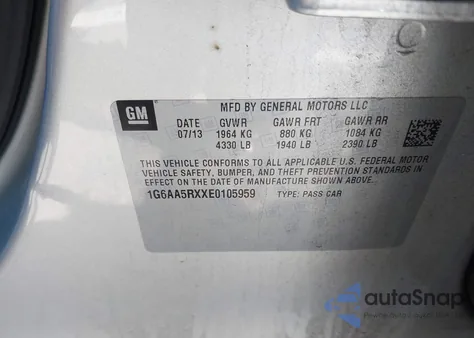 GM
MFD BY GENERAL MOTORS LLC
DATE GVWR GAWR FRT GAWR RR
07/13 1964 KG 880 KG 1084 KG
4330 LB 1940 LB 2390 LB
THIS VEHICLE CONFORMS TO ALL APPLICABLE U.S. FEDERAL MOTOR
VEHICLE SAFETY, BUMPER, AND THEFT PREVENTION STANDARDS IN
EFFECT ON THE DATE OF MANUFACTURE SHOWN ABOVE.
1G6AA5RXXE0105959 TYPE: PASS CAR
autoSnap